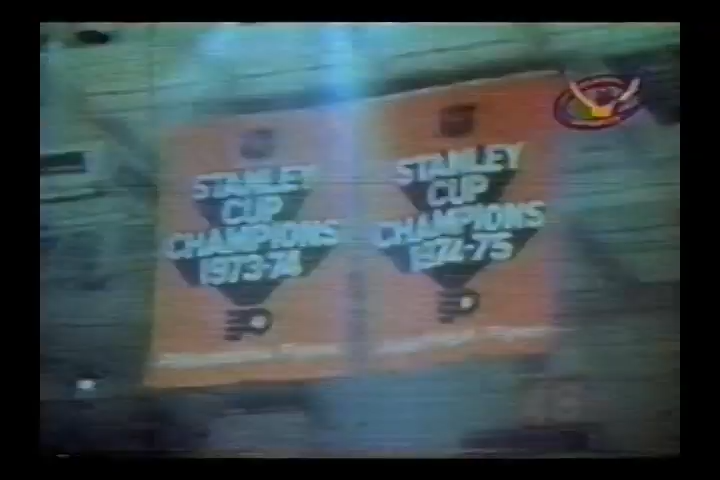 STANLEY
CUP
CHAMPIONS
1973-74
STANLEY
CUP
CHAMPIONS
1974-75